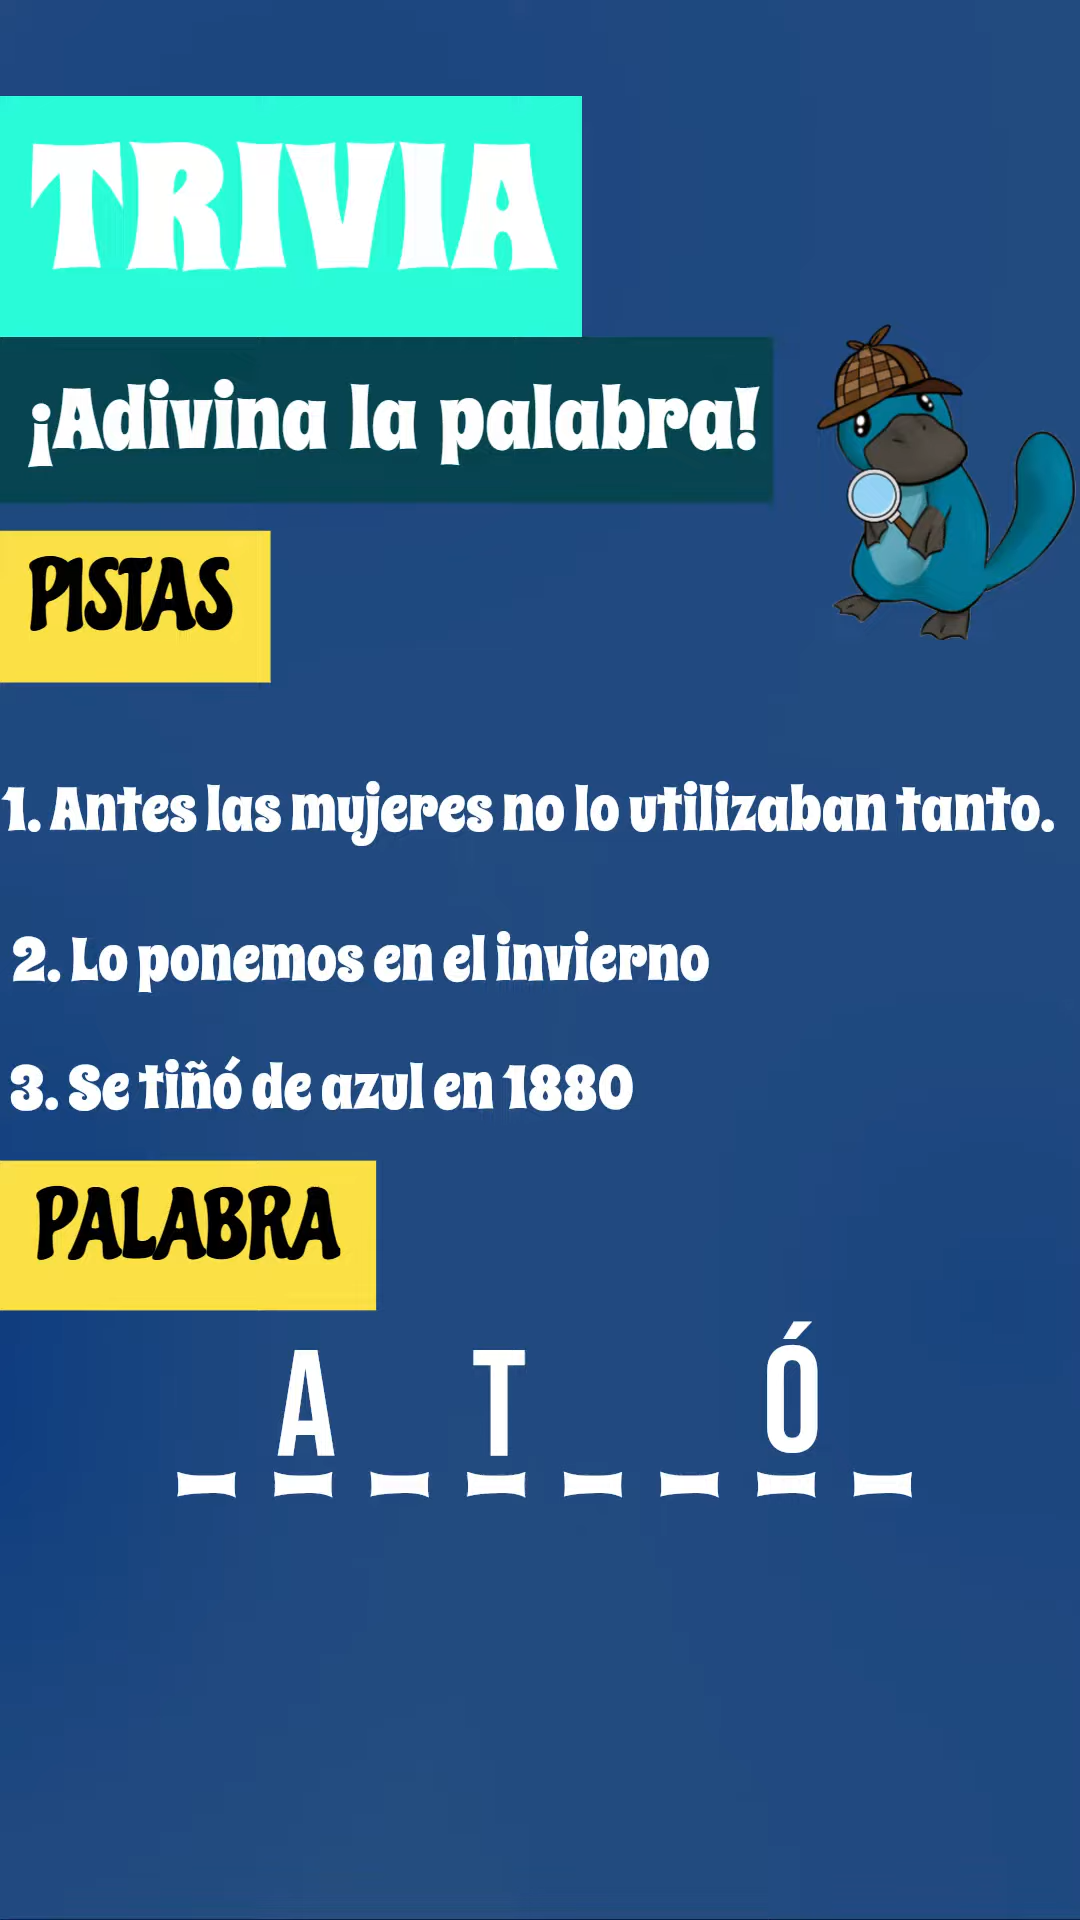 TRIVIA
¡Adivina la palabra!
PISTAS
1. Antes las mujeres no lo utilizaban tanto.
2. Lo ponemos en el invierno
3. Se tiñó de azul en 1880
PALABRA
_ A _ T _ _ Ó _